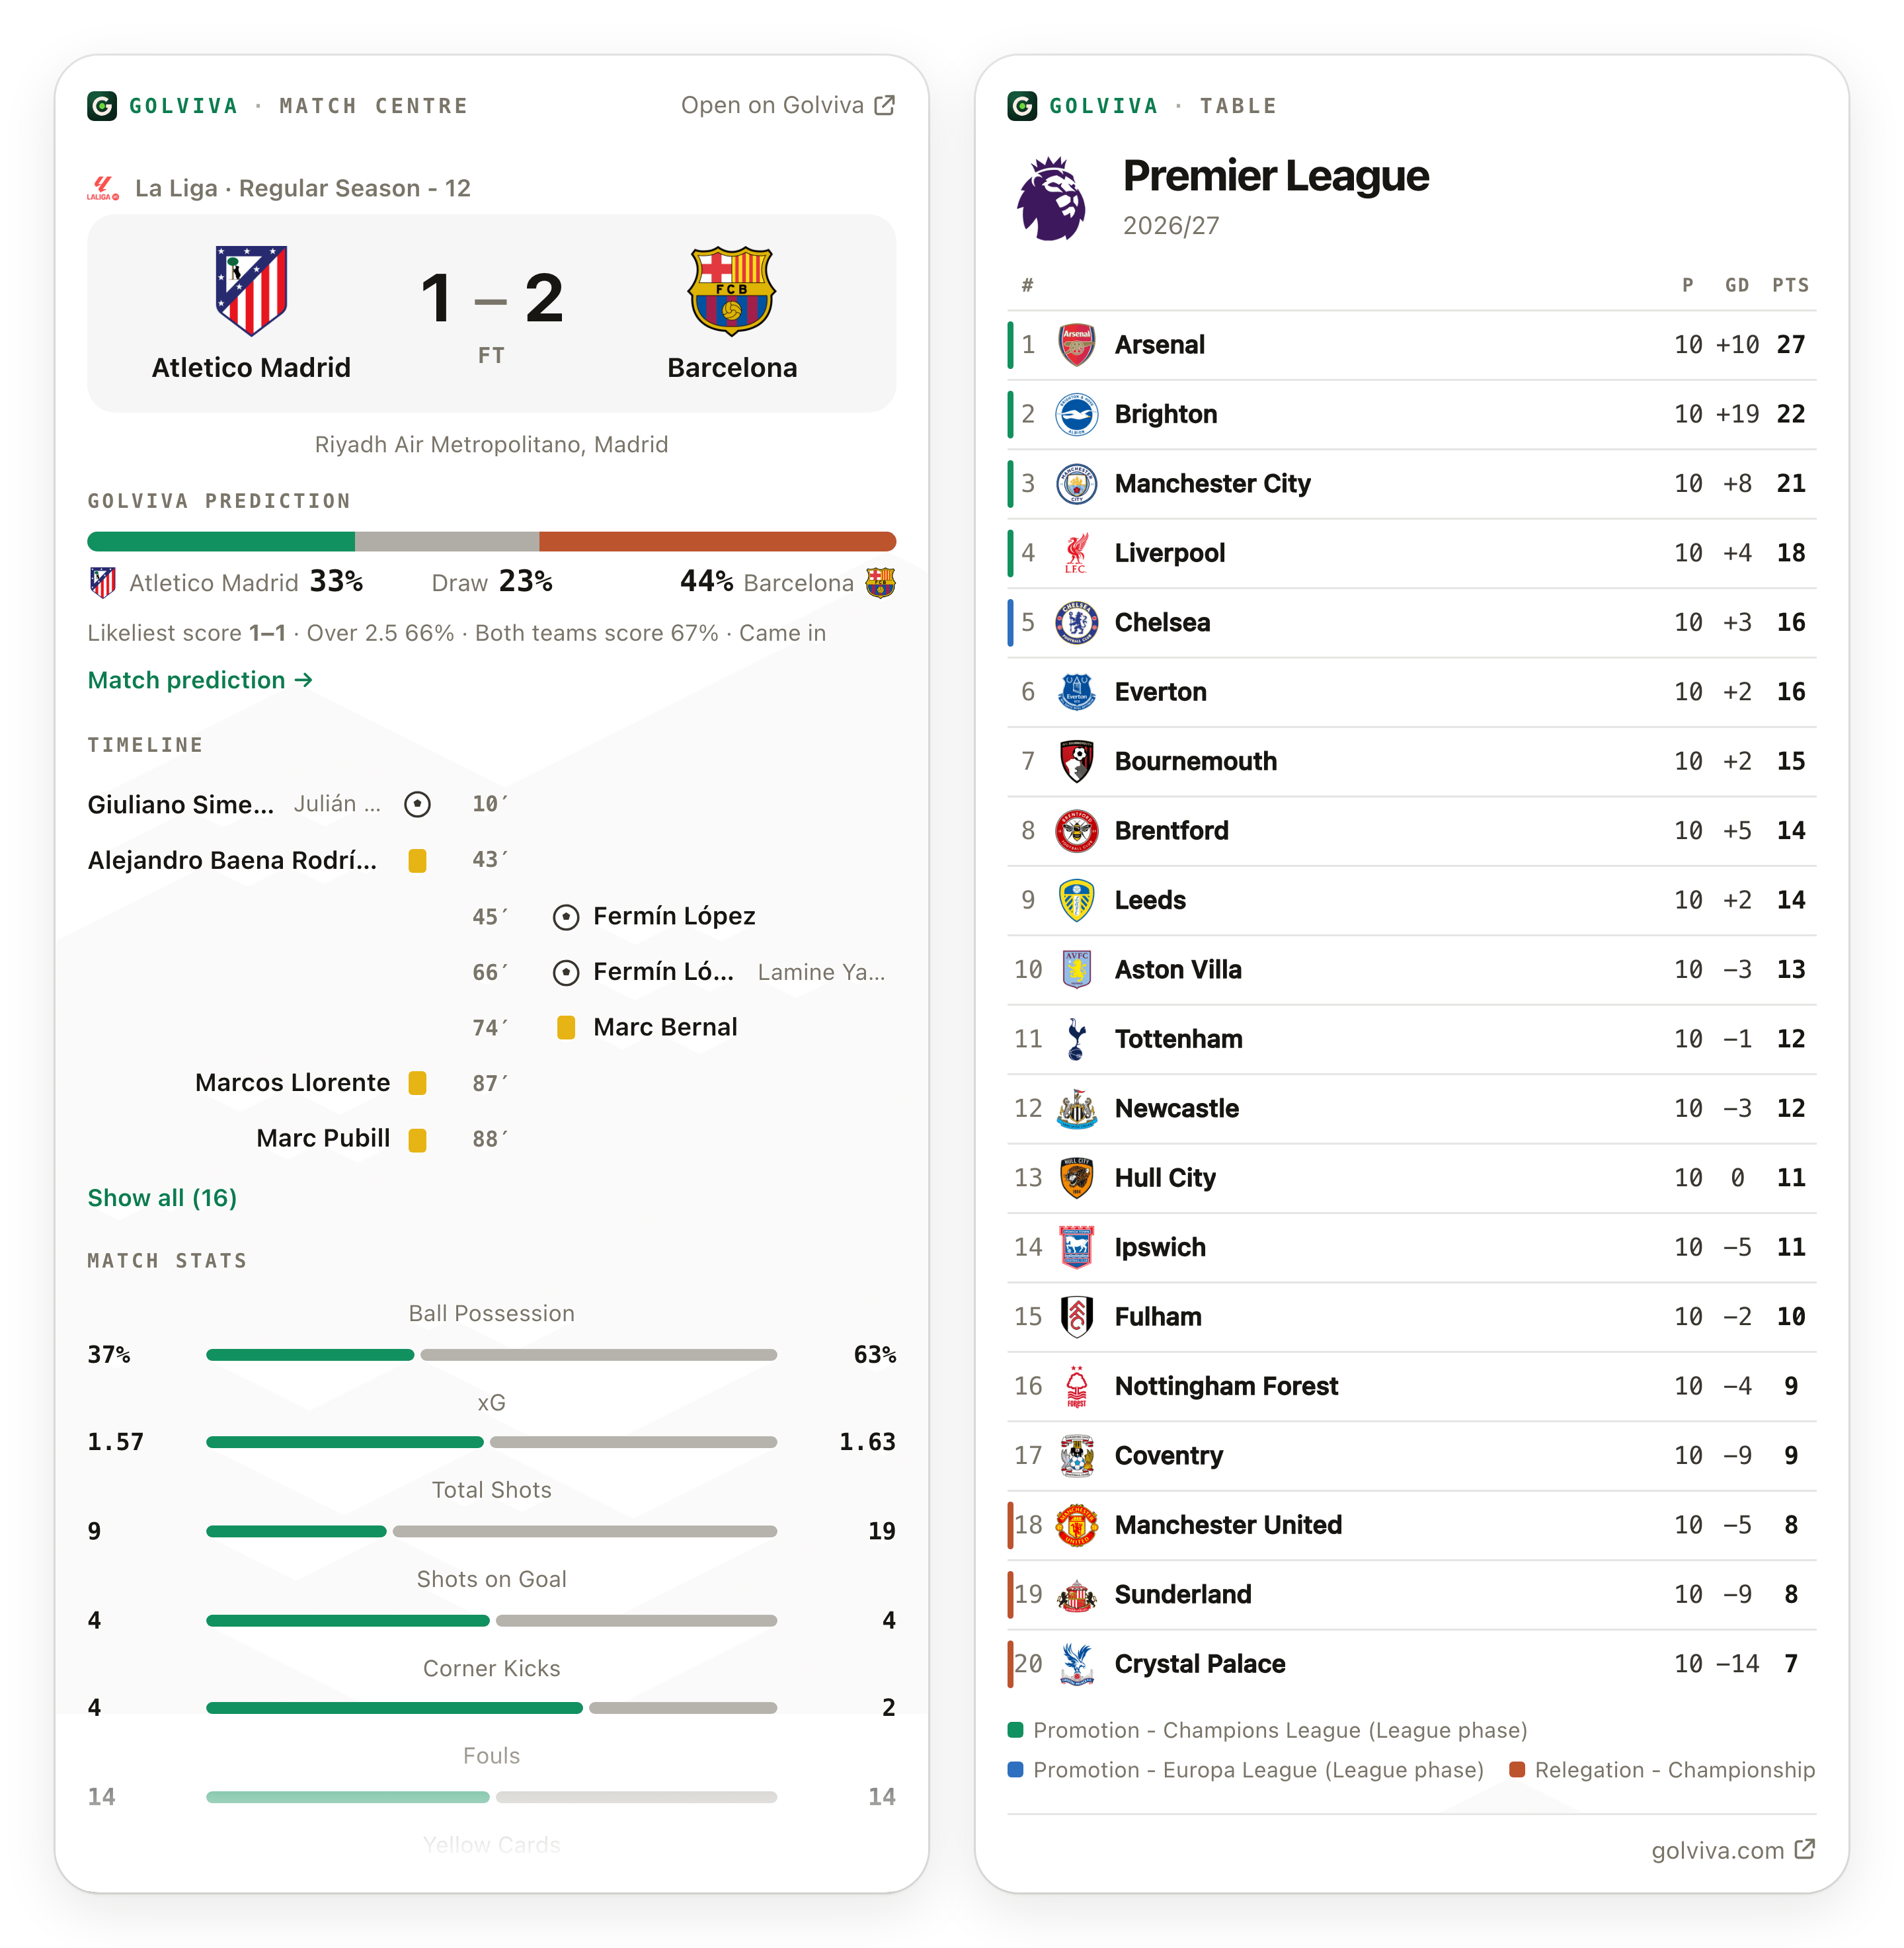 GOLVIVA · MATCH CENTRE Open on Golviva
LALIGA
La Liga · Regular Season - 12
1 – 2
FT
FCB
Atletico Madrid Barcelona
Riyadh Air Metropolitano, Madrid
GOLVIVA PREDICTION
Atletico Madrid 33% Draw 23% 44% Barcelona
Likeliest score 1–1 · Over 2.5 66% · Both teams score 67% · Came in
Match prediction →
TIMELINE
Giuliano Sime... Julián ... 10′
Alejandro Baena Rodrí... 43′
45′ Fermín López
66′ Fermín Ló... Lamine Ya...
74′ Marc Bernal
Marcos Llorente 87′
Marc Pubill 88′
Show all (16)
MATCH STATS
Ball Possession
37% 63%
xG
1.57 1.63
Total Shots
9 19
Shots on Goal
4 4
Corner Kicks
4 2
Fouls
14 14
Yellow Cards
GOLVIVA · TABLE
Premier League
2026/27
# P GD PTS
1 Arsenal 10 +10 27
2 Brighton 10 +19 22
3 Manchester City 10 +8 21
4 Liverpool 10 +4 18
5 Chelsea 10 +3 16
6 Everton 10 +2 16
7 Bournemouth 10 +2 15
8 Brentford 10 +5 14
9 Leeds 10 +2 14
10 Aston Villa 10 −3 13
11 Tottenham 10 −1 12
12 Newcastle 10 −3 12
13 Hull City 10 0 11
14 Ipswich 10 −5 11
15 Fulham 10 −2 10
16 Nottingham Forest 10 −4 9
17 Coventry 10 −9 9
18 Manchester United 10 −5 8
19 Sunderland 10 −9 8
20 Crystal Palace 10 −14 7
Promotion - Champions League (League phase)
Promotion - Europa League (League phase) Relegation - Championship
golviva.com